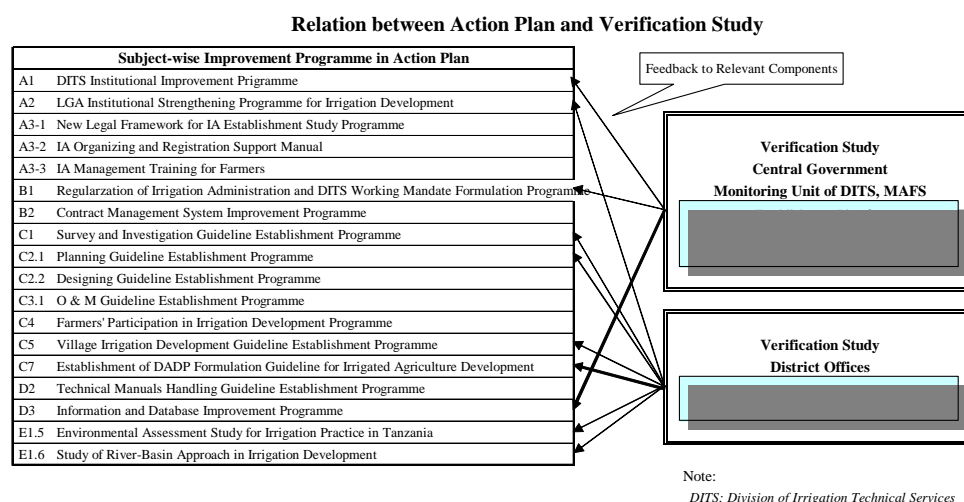 Relation between Action Plan and Verification Study
Subject-wise Improvement Programme in Action Plan
A1 DITS Institutional Improvement Prigramme
A2 LGA Institutional Strengthening Programme for Irrigation Development
A3-1 New Legal Framework for IA Establishment Study Programme
A3-2 IA Organizing and Registration Support Manual
A3-3 IA Management Training for Farmers
B1 Regularzation of Irrigation Administration and DITS Working Mandate Formulation Programme
B2 Contract Management System Improvement Programme
C1 Survey and Investigation Guideline Establishment Programme
C2.1 Planning Guideline Establishment Programme
C2.2 Designing Guideline Establishment Programme
C3.1 O & M Guideline Establishment Programme
C4 Farmers' Participation in Irrigation Development Programme
C5 Village Irrigation Development Guideline Establishment Programme
C7 Establishment of DADP Formulation Guideline for Irrigated Agriculture Development
D2 Technical Manuals Handling Guideline Establishment Programme
D3 Information and Database Improvement Programme
E1.5 Environmental Assessment Study for Irrigation Practice in Tanzania
E1.6 Study of River-Basin Approach in Irrigation Development
Feedback to Relevant Components
Verification Study
Central Government
Monitoring Unit of DITS, MAFS
Verification Study
District Offices
Note:
DITS: Division of Irrigation Technical Services